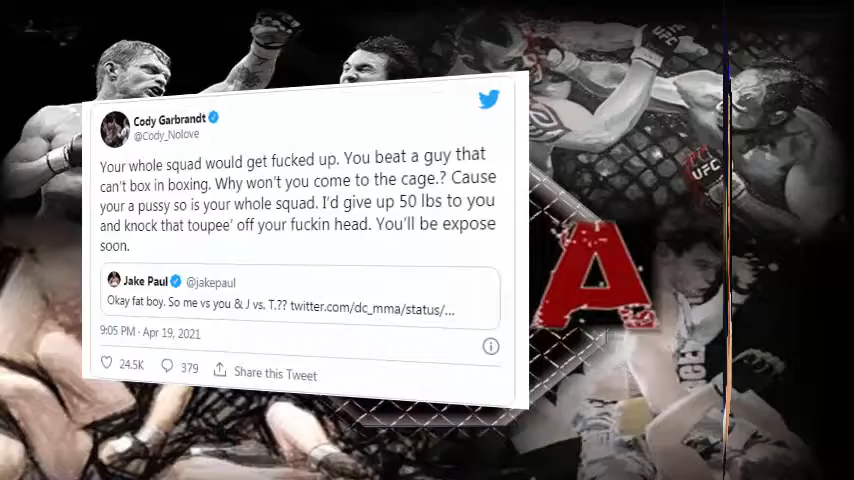 Cody Garbrandt
@Cody_Nolove
Your whole squad would get fucked up. You beat a guy that
can't box in boxing. Why won't you come to the cage.? Cause
your a pussy so is your whole squad. I'd give up 50 lbs to you
and knock that toupee' off your fuckin head. You'll be expose
soon.
Jake Paul @jakepaul
Okay fat boy. So me vs you & J vs. T.?? twitter.com/dc_mma/status/...
9:05 PM · Apr 19, 2021
24.5K 379 Share this Tweet
A
UFC
UFC